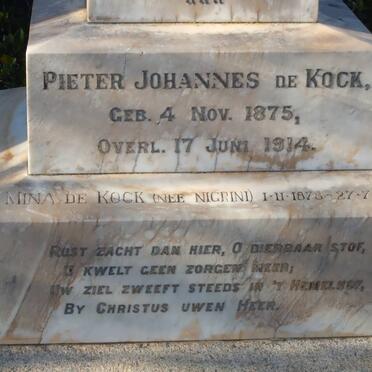 aan
PIETER JOHANNES DE KOCK,
GEB. 4 NOV. 1875,
OVERL. 17 JUNI 1914.
MINA DE KOCK (NEE NIGRINI) 1-11-1878-27-7
RUST ZACHT DAN HIER, O DIERBAAR STOF,
U KWELT GEEN ZORGEN MEER;
UW ZIEL ZWEEFT STEEDS IN 'T HEMELHOF,
BY CHRISTUS UWEN HEER.